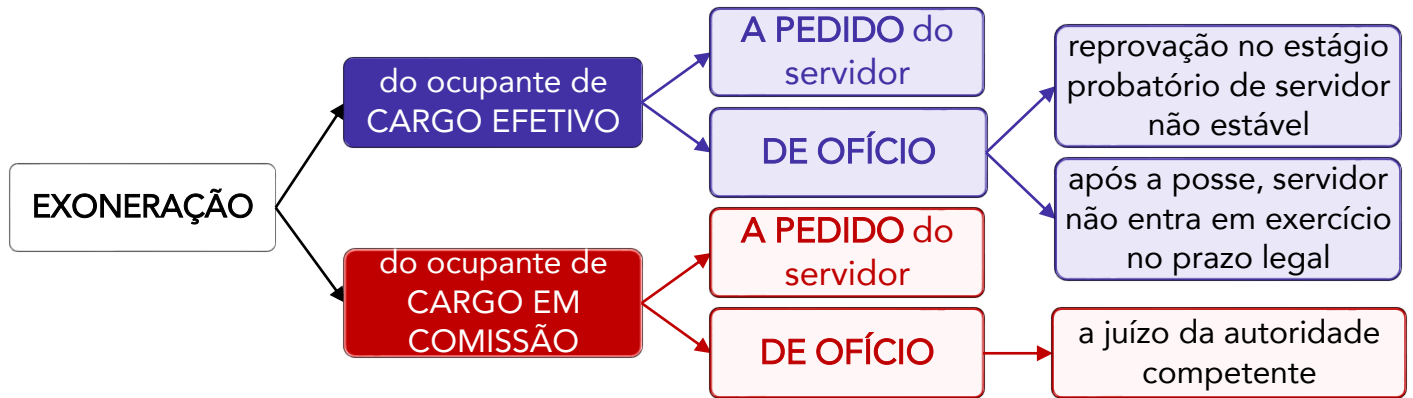 EXONERAÇÃO
do ocupante de
CARGO EFETIVO
A PEDIDO do
servidor
DE OFÍCIO
reprovação no estágio
probatório de servidor
não estável
após a posse, servidor
não entra em exercício
no prazo legal
do ocupante de
CARGO EM
COMISSÃO
A PEDIDO do
servidor
DE OFÍCIO
a juízo da autoridade
competente